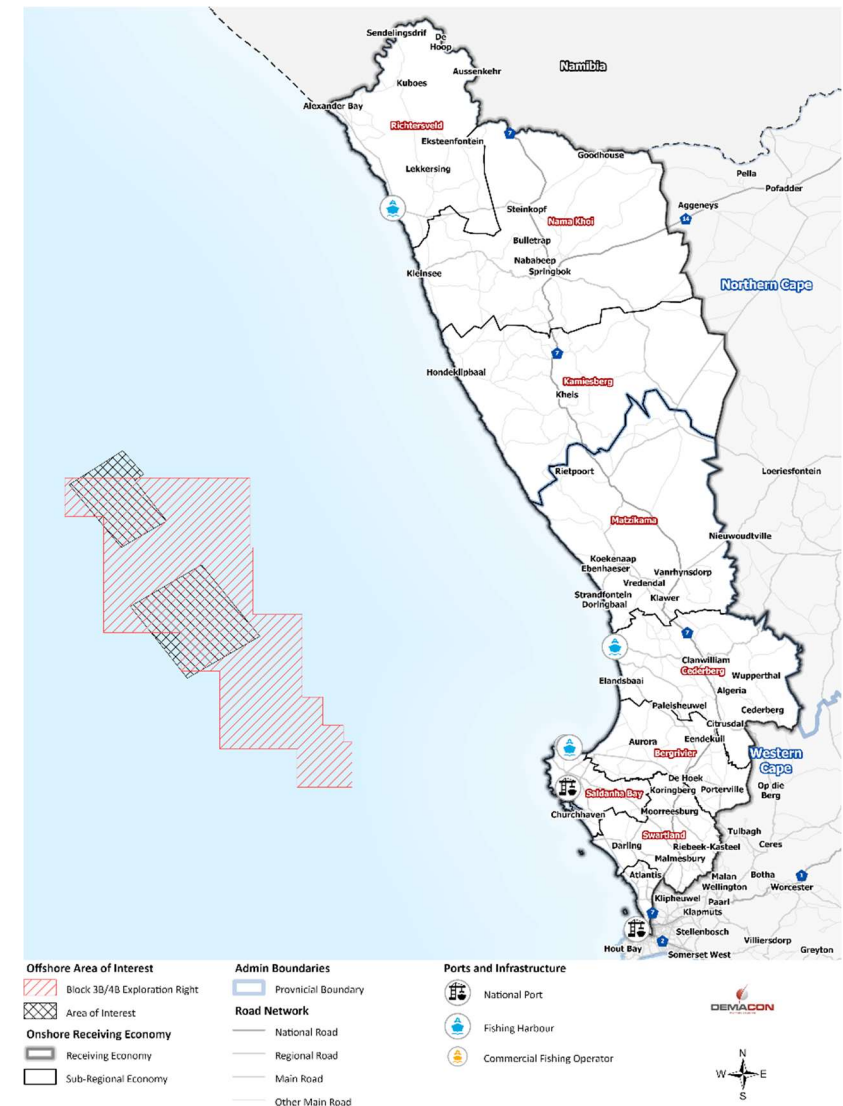 Sendelingsdrif
De
Hoop
Namibia
Aussenkehr
Kuboes
Alexander Bay
Richtersveld
7
Eksteenfontein
Goodhouse
Lekkersing
Pella
Pofadder
Aggeneys
14
Steinkopf
Nama Khoi
Bulletrap
Nababeep
Springbok
Kleinsee
Northern Cape
7
Hondeklipbaai
Kamiesberg
Kheis
Rietpoort
Loeriesfontein
Matzikama
Nieuwoudtville
Koekenaap
Ebenhaeser
Vanrhynsdorp
Vredendal
Strandfontein
Klawer
Doringbaai
7
Clanwilliam
Cederberg
Wupperthal
Elandsbaai
Algeria
Paleisheuwel
Cederberg
Citrusdal
Aurora
Eendekuil
Bergrivier
Western
Cape
De Hoek
Saldanha Bay
Koringberg
Porterville
Op die
Berg
Churchhaven
Moorreesburg
Swartland
Tulbagh
Darling
Riebeek-Kasteel
Ceres
Malmesbury
Atlantis
Malan
Botha
1
Wellington
Worcester
Klipheuwel
Paarl
7
Klapmuts
Stellenbosch
2
Villiersdorp
Hout Bay
Somerset West
Greyton
Offshore Area of Interest
Block 3B/4B Exploration Right
Area of Interest
Onshore Receiving Economy
Receiving Economy
Sub-Regional Economy
Admin Boundaries
Provnicial Boundary
Road Network
National Road
Regional Road
Main Road
Other Main Road
Ports and Infrastructure
National Port
Fishing Harbour
Commercial Fishing Operator
DEMACON
N
W E
S